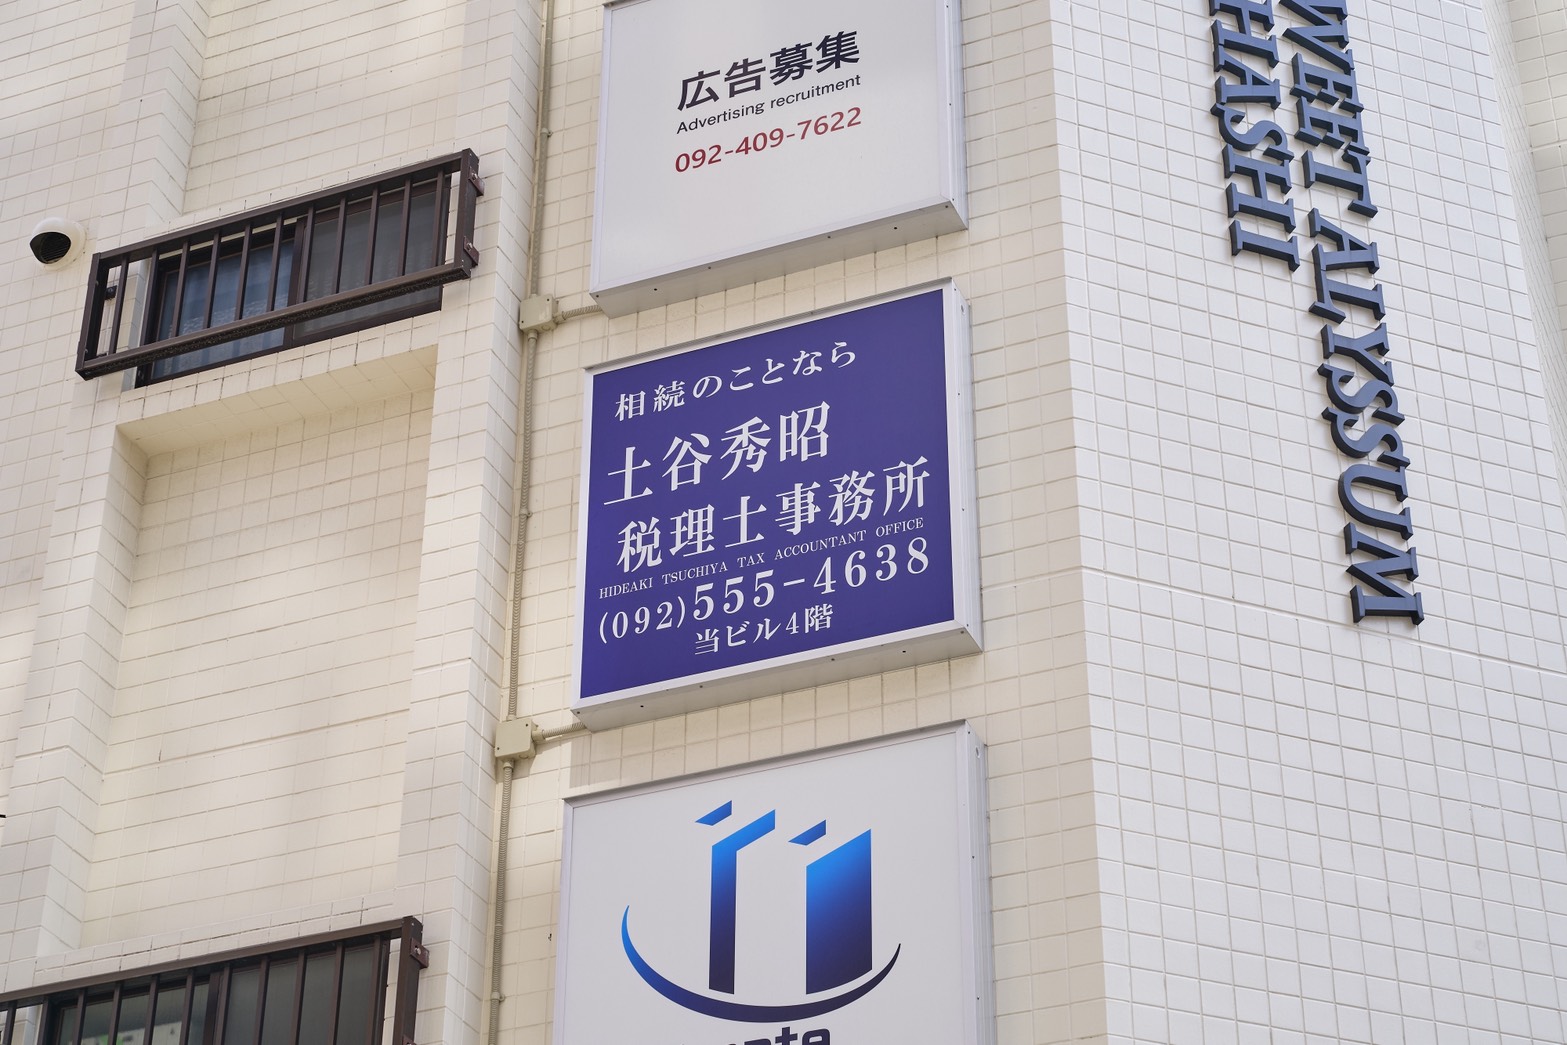 広告募集
Advertising recruitment
092-409-7622
相続のことなら
土谷秀昭
税理士事務所
HIDEAKI TSUCHIYA TAX ACCOUNTANT OFFICE
(092)555-4638
当ビル4階
WEET ALYSSUM
HASHI